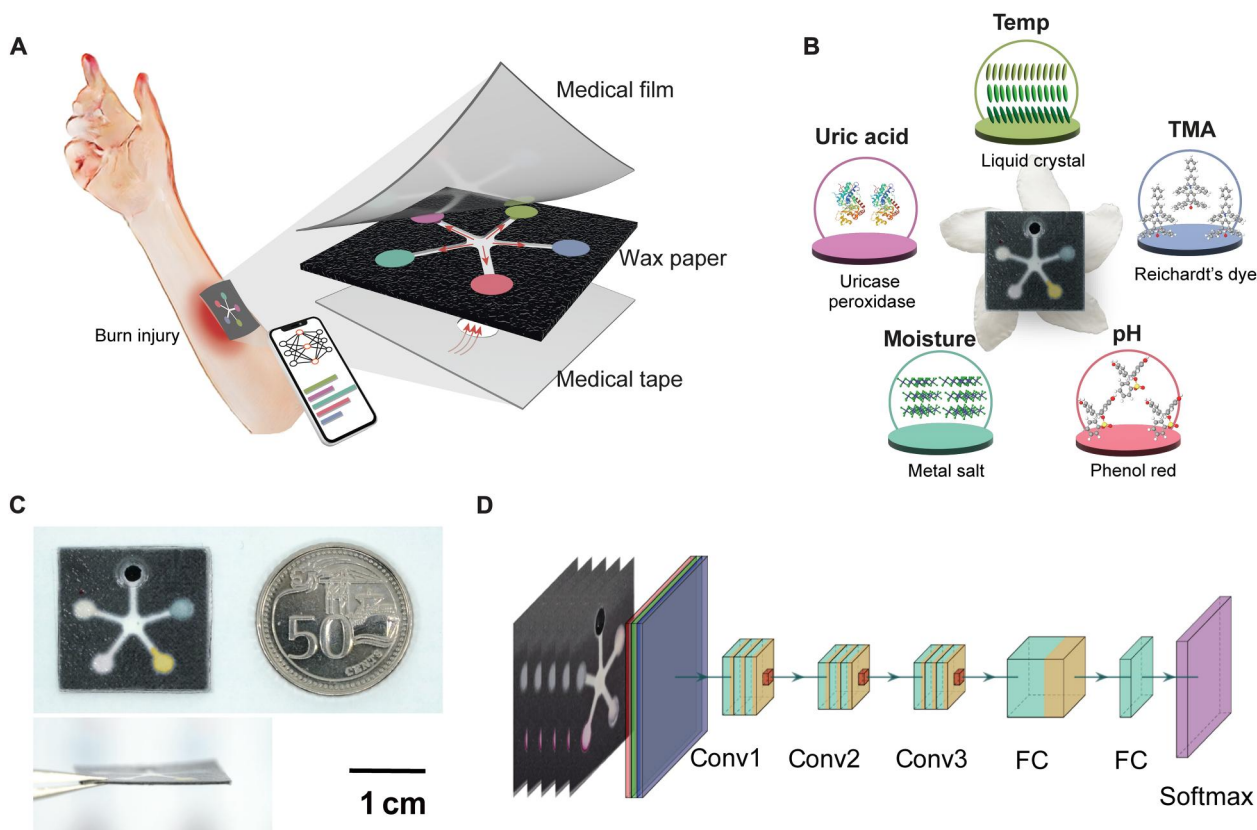 A
Medical film
Wax paper
Burn injury
Medical tape
B
Temp
Liquid crystal
Uric acid
Uricase
peroxidase
TMA
Reichardt's dye
Moisture
Metal salt
pH
Phenol red
C
50
CENTS
1 cm
D
Conv1
Conv2
Conv3
FC
FC
Softmax